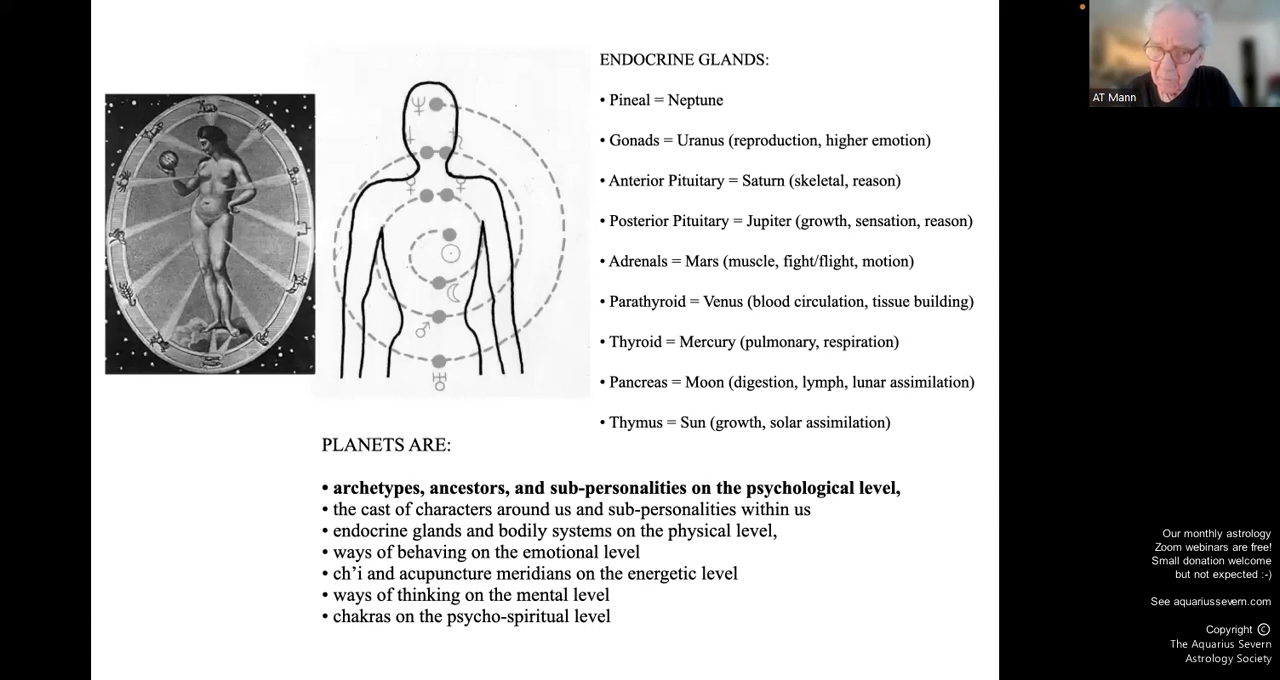 ENDOCRINE GLANDS:
• Pineal = Neptune
• Gonads = Uranus (reproduction, higher emotion)
• Anterior Pituitary = Saturn (skeletal, reason)
• Posterior Pituitary = Jupiter (growth, sensation, reason)
• Adrenals = Mars (muscle, fight/flight, motion)
• Parathyroid = Venus (blood circulation, tissue building)
• Thyroid = Mercury (pulmonary, respiration)
• Pancreas = Moon (digestion, lymph, lunar assimilation)
• Thymus = Sun (growth, solar assimilation)
PLANETS ARE:
• archetypes, ancestors, and sub-personalities on the psychological level,
• the cast of characters around us and sub-personalities within us
• endocrine glands and bodily systems on the physical level,
• ways of behaving on the emotional level
• ch’i and acupuncture meridians on the energetic level
• ways of thinking on the mental level
• chakras on the psycho-spiritual level
AT Mann
Our monthly astrology
Zoom webinars are free!
Small donation welcome
but not expected :-)
See aquariussevern.com
Copyright ©
The Aquarius Severn
Astrology Society